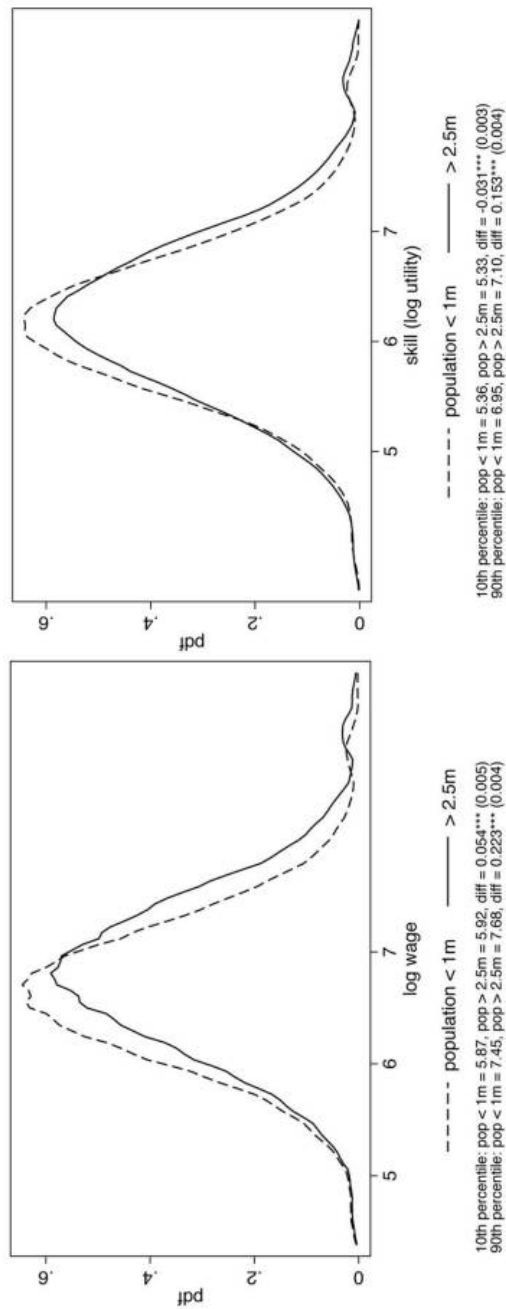 pdf
.6
.4
.2
0
5
6
7
log wage
population < 1m
> 2.5m
10th percentile: pop < 1m = 5.87, pop > 2.5m = 5.92, diff = 0.054*** (0.005)
90th percentile: pop < 1m = 7.45, pop > 2.5m = 7.68, diff = 0.223*** (0.004)
pdf
.6
.4
.2
0
5
6
7
skill (log utility)
population < 1m
> 2.5m
10th percentile: pop < 1m = 5.36, pop > 2.5m = 5.33, diff = -0.031*** (0.003)
90th percentile: pop < 1m = 6.95, pop > 2.5m = 7.10, diff = 0.153*** (0.004)